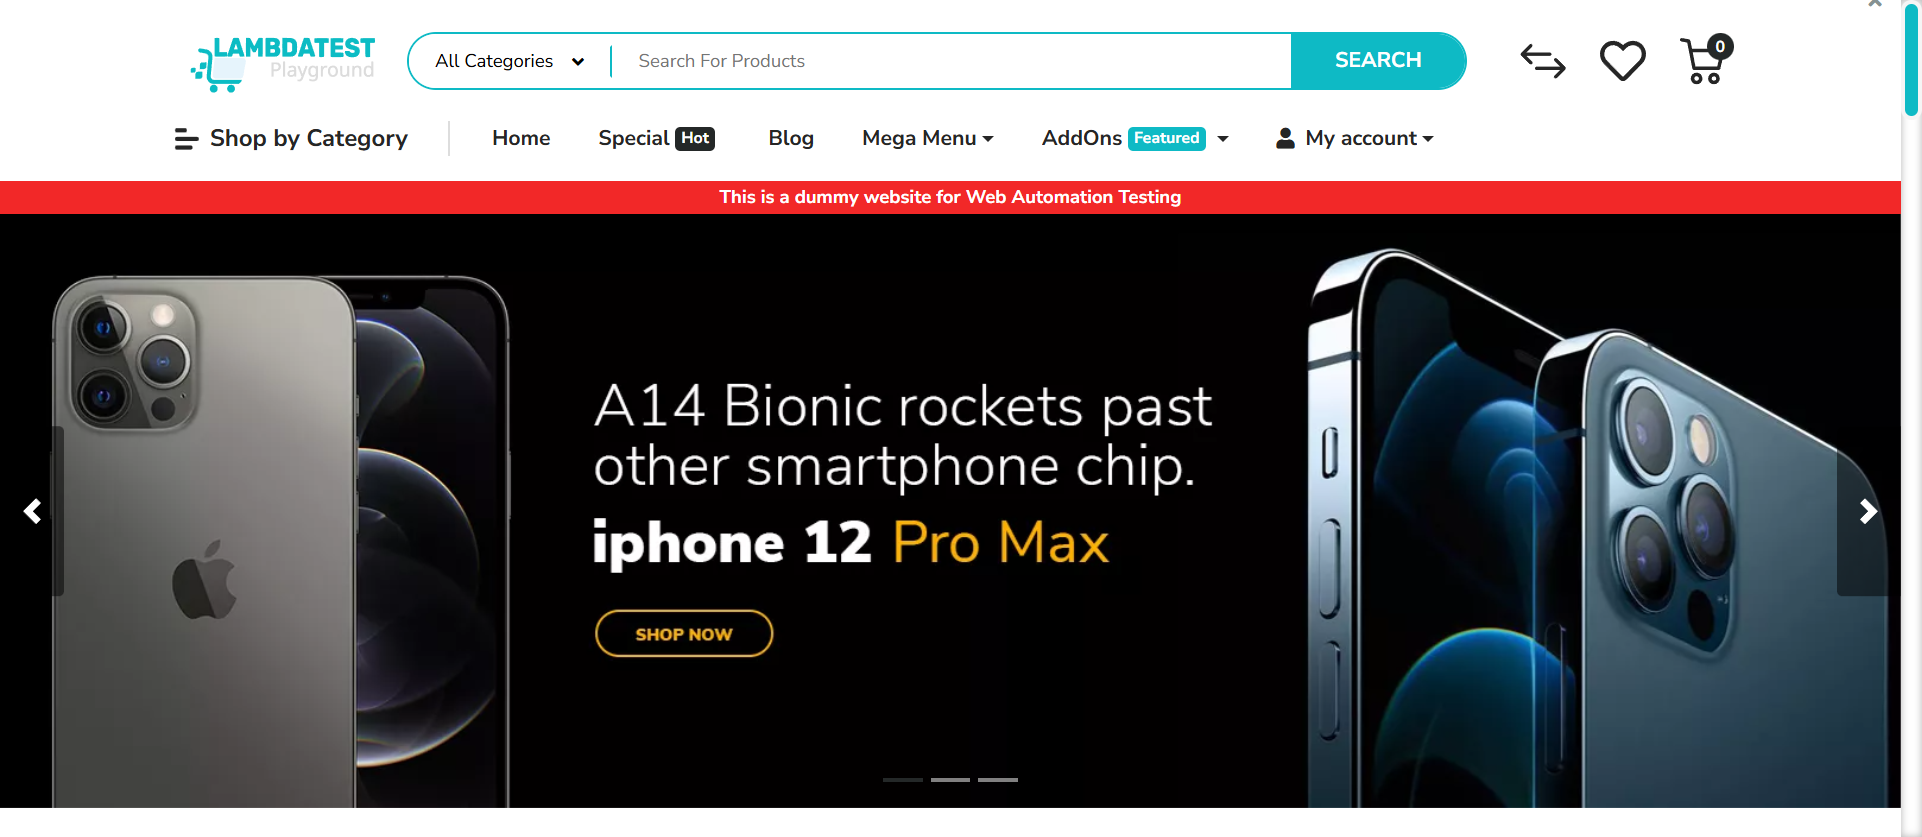 LAMBDATEST
Playground
All Categories
Search For Products
SEARCH
0
Shop by Category
Home
Special Hot
Blog
Mega Menu
AddOns Featured
My account
This is a dummy website for Web Automation Testing
A14 Bionic rockets past
other smartphone chip.
iphone 12 Pro Max
SHOP NOW